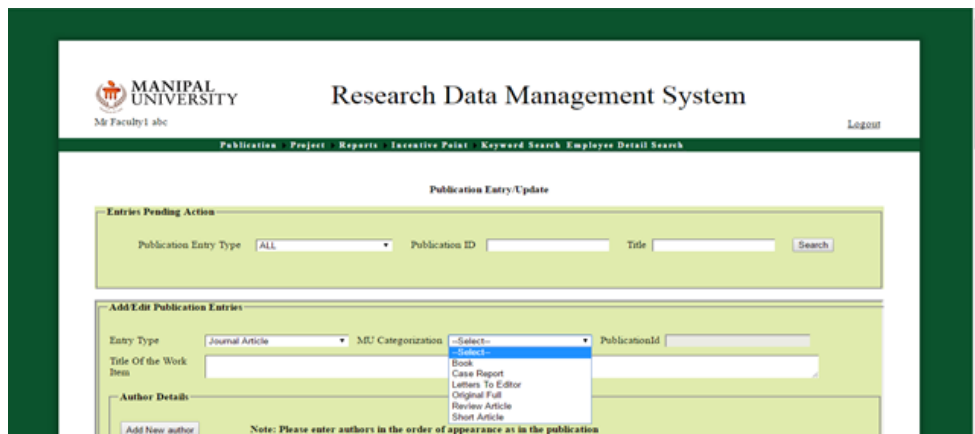 MANIPAL
UNIVERSITY
Research Data Management System
Mr Faculty1 abc
Logout
Publication Project Reports Incentive Point Keyword Search Employee Detail Search
Publication Entry/Update
Entries Pending Action
Publication Entry Type ALL Publication ID Title Search
Add/Edit Publication Entries
Entry Type Journal Article MU Categorization --Select-- PublicationId
--Select--
Book
Case Report
Letters To Editor
Original Full
Review Article
Short Article
Title Of the Work
Item
Author Details
Add New author Note: Please enter authors in the order of appearance as in the publication